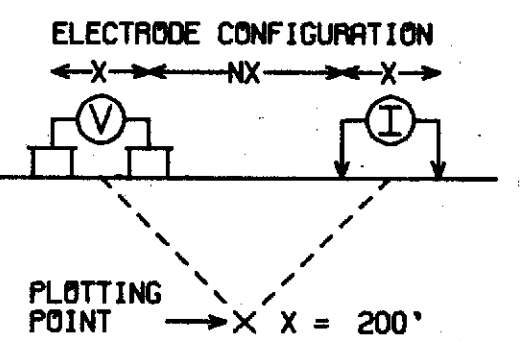 ELECTRODE CONFIGURATION
X NX X
V I
PLOTTING
POINT X = 200'